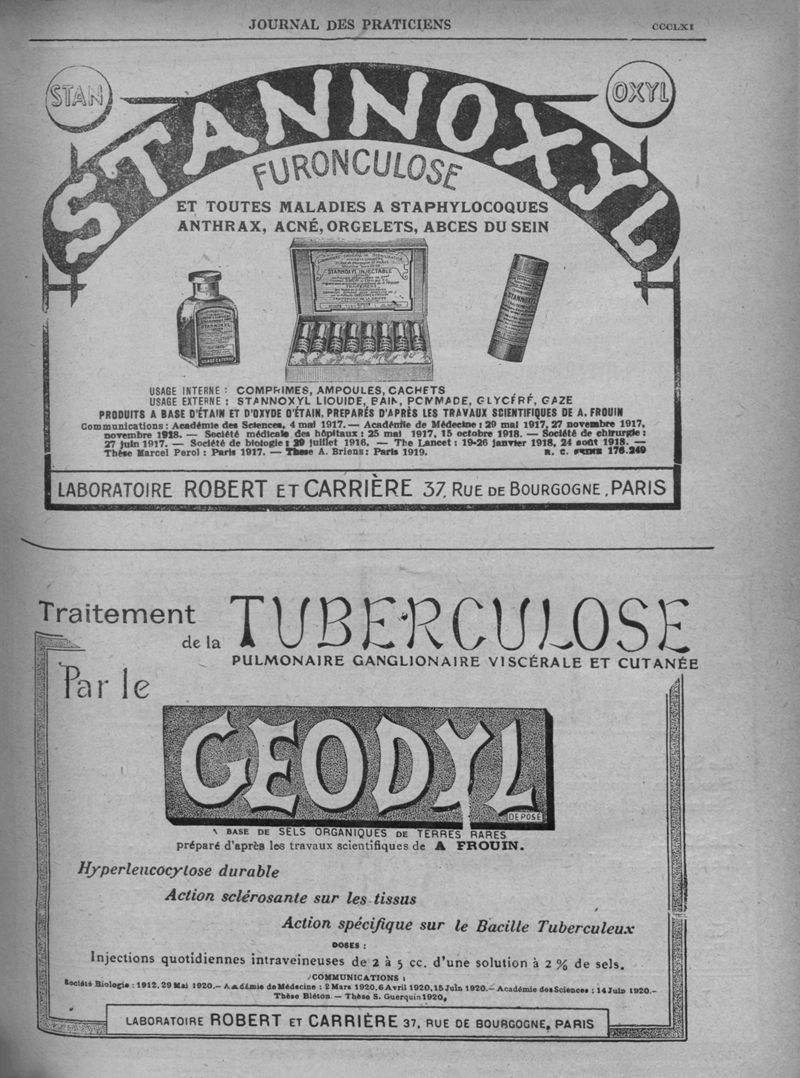 JOURNAL DES PRATICIENS
CCCLXI
STAN
OXYL
STANNOXYL
FURONCULOSE
ET TOUTES MALADIES A STAPHYLOCOQUES
ANTHRAX, ACNÉ, ORGELETS, ABCES DU SEIN
STANNOXYL
STANNOXYL INJECTABLE
STANNOXYL
USAGE INTERNE : COMPRIMES, AMPOULES, CACHETS
USAGE EXTERNE : STANNOXYL LIQUIDE, BAIN, POMMADE, GLYCÉRÉ, GAZE
PRODUITS A BASE D'ÉTAIN ET D'OXYDE D'ÉTAIN, PREPARÉS D'APRÈS LES TRAVAUX SCIENTIFIQUES DE A. FROUIN
Communications : Académie des Sciences, 4 mai 1917. — Académie de Médecine : 29 mai 1917, 27 novembre 1917,
novembre 1918. — Société médicale des hôpitaux : 25 mai 1917, 15 octobre 1918. — Société de chirurgie :
27 juin 1917. — Société de biologie : 29 juillet 1916. — The Lancet : 19-26 janvier 1918, 24 août 1918. —
Thèse Marcel Perol : Paris 1917. — Thèse A. Briens : Paris 1919. R. C. 176.249
LABORATOIRE ROBERT ET CARRIÈRE 37, RUE DE BOURGOGNE, PARIS
Traitement
de la TUBERCULOSE
PULMONAIRE GANGLIONAIRE VISCÉRALE ET CUTANÉE
Par le
GEODYL
DEPOSÉ
A BASE DE SELS ORGANIQUES DE TERRES RARES
préparé d'après les travaux scientifiques de A FROUIN.
Hyperleucocytose durable
Action sclérosante sur les tissus
Action spécifique sur le Bacille Tuberculeux
DOSES :
Injections quotidiennes intraveineuses de 2 à 5 cc. d'une solution à 2 % de sels.
COMMUNICATIONS :
Société Biologie : 1912, 29 Mai 1920. — Académie de Médecine : 2 Mars 1920, 6 Avril 1920, 15 Juin 1920. — Académie des Sciences : 14 Juin 1920. —
Thèse Bléton. — Thèse S. Guerquin 1920,
LABORATOIRE ROBERT ET CARRIÈRE 37, RUE DE BOURGOGNE, PARIS